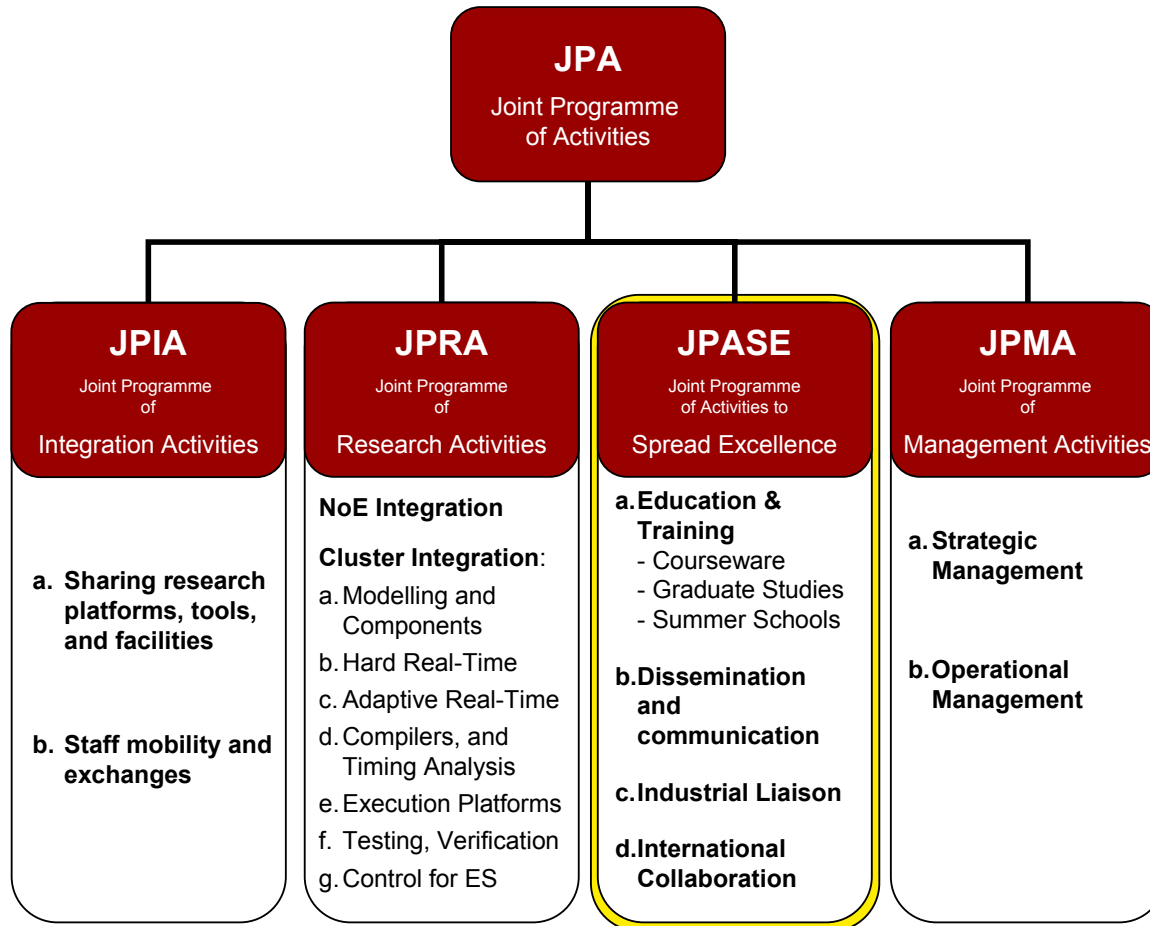 JPA
Joint Programme
of Activities
JPIA
Joint Programme
of
Integration Activities
a. Sharing research
platforms, tools,
and facilities
b. Staff mobility and
exchanges
JPRA
Joint Programme
of
Research Activities
NoE Integration
Cluster Integration:
a. Modelling and
Components
b. Hard Real-Time
c. Adaptive Real-Time
d. Compilers, and
Timing Analysis
e. Execution Platforms
f. Testing, Verification
g. Control for ES
JPASE
Joint Programme
of Activities to
Spread Excellence
a. Education &
Training
- Courseware
- Graduate Studies
- Summer Schools
b. Dissemination
and
communication
c. Industrial Liaison
d. International
Collaboration
JPMA
Joint Programme
of
Management Activities
a. Strategic
Management
b. Operational
Management